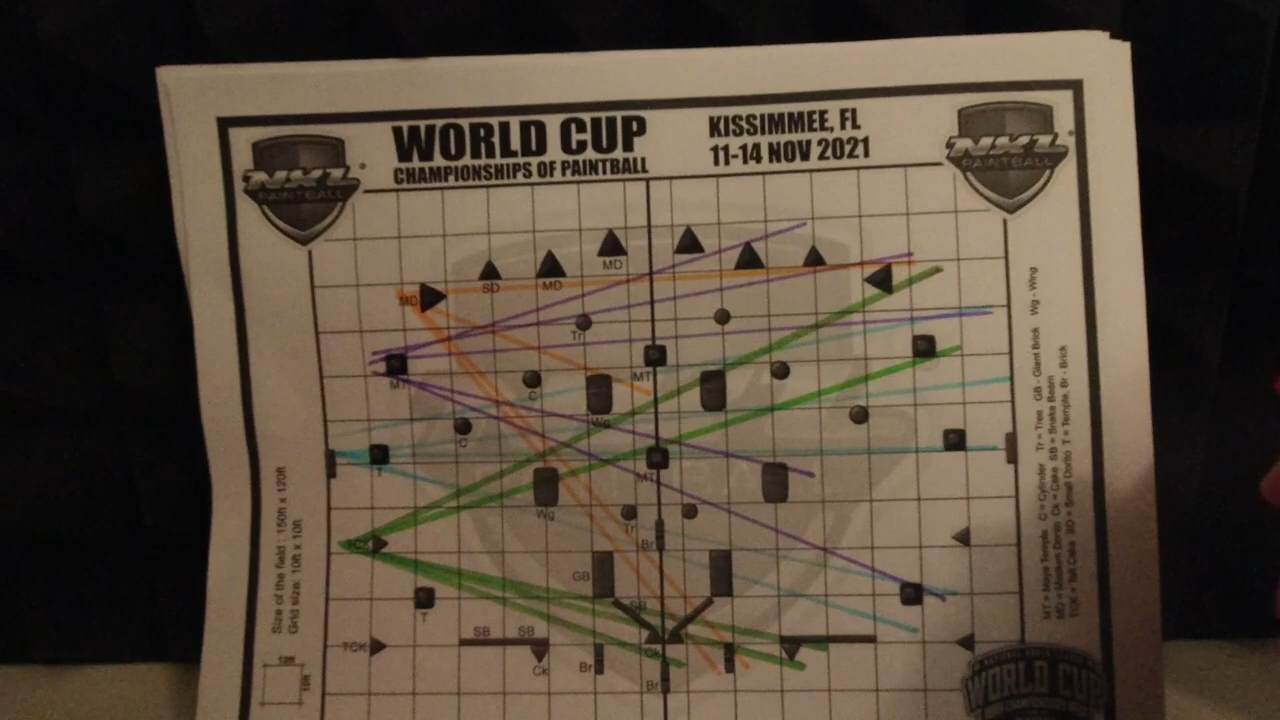 WORLD CUP
CHAMPIONSHIPS OF PAINTBALL
KISSIMMEE, FL
11-14 NOV 2021
NXL
PAINTBALL
NXL
PAINTBALL
MD
SD
MD
MD
Tr
MT
MT
C
Wg
C
T
MT
Wg
Tr
Br
TCK
GB
T
SB
SB
TCK
Ck
Br
Ck
Br
Size of the field : 150ft x 120ft
Grid size: 10ft x 10ft
10ft
10ft
MT = Maya Temple C = Cylinder Tr = Tree GB - Giant Brick Wg - Wing
MD = Medium Dorito Ck = Cake SB = Snake Beam
TCK = Tall Cake SD = Small Dorito T = Temple, Br - Brick
WORLD CUP